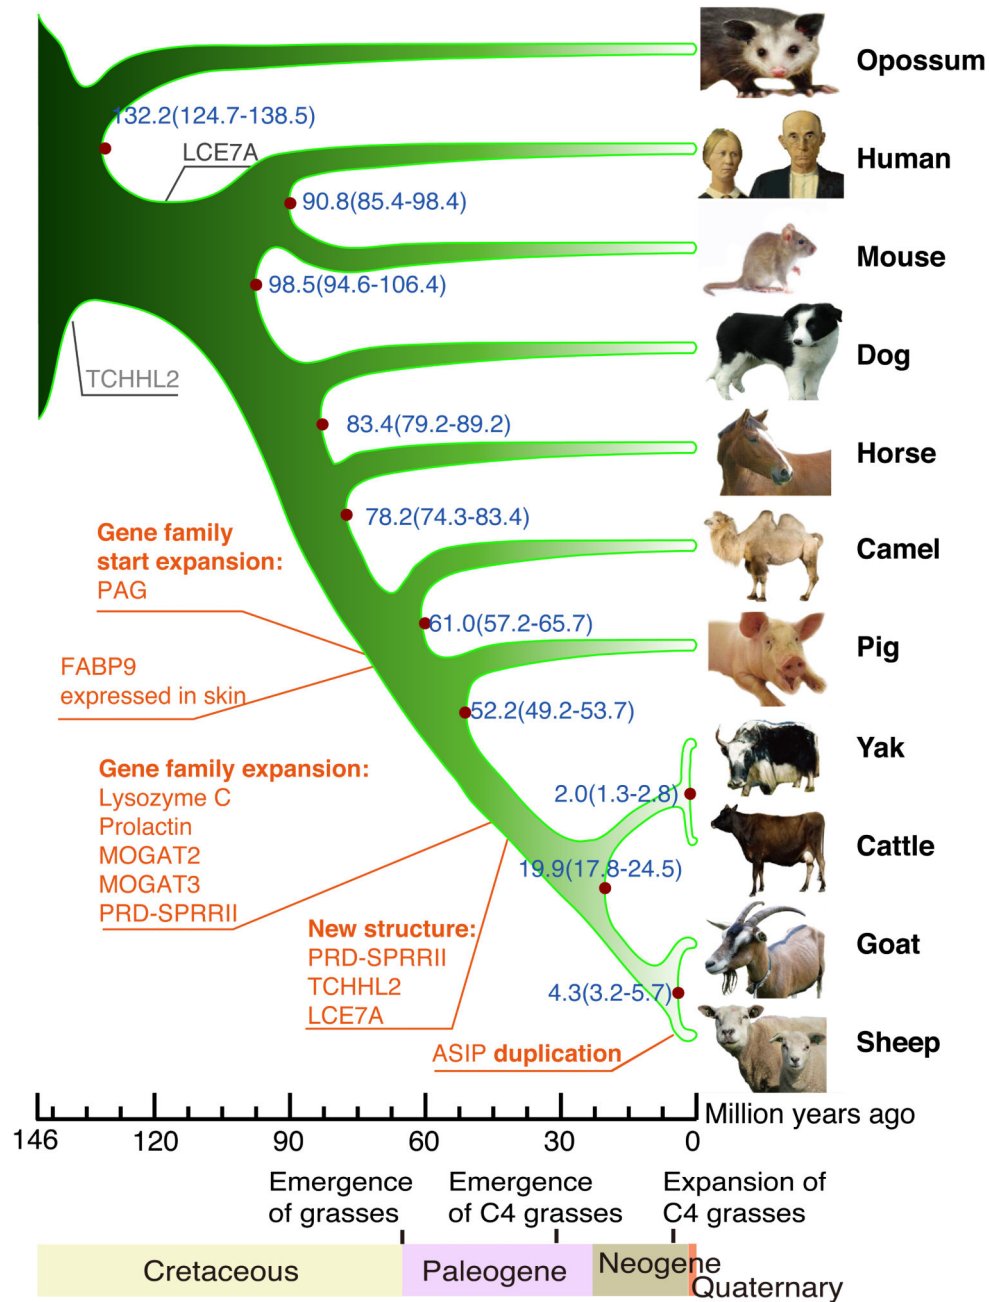 Opossum
132.2(124.7-138.5)
LCE7A
Human
90.8(85.4-98.4)
Mouse
98.5(94.6-106.4)
Dog
TCHHL2
83.4(79.2-89.2)
Horse
78.2(74.3-83.4)
Gene family
start expansion:
PAG
Camel
61.0(57.2-65.7)
Pig
FABP9
expressed in skin
52.2(49.2-53.7)
Yak
Gene family expansion:
Lysozyme C
Prolactin
MOGAT2
MOGAT3
PRD-SPRRII
2.0(1.3-2.8)
Cattle
19.9(17.8-24.5)
New structure:
PRD-SPRRII
TCHHL2
LCE7A
Goat
4.3(3.2-5.7)
Sheep
ASIP duplication
Million years ago
146 120 90 60 30 0
Emergence
of grasses
Emergence
of C4 grasses
Expansion of
C4 grasses
Cretaceous
Paleogene
Neogene
Quaternary